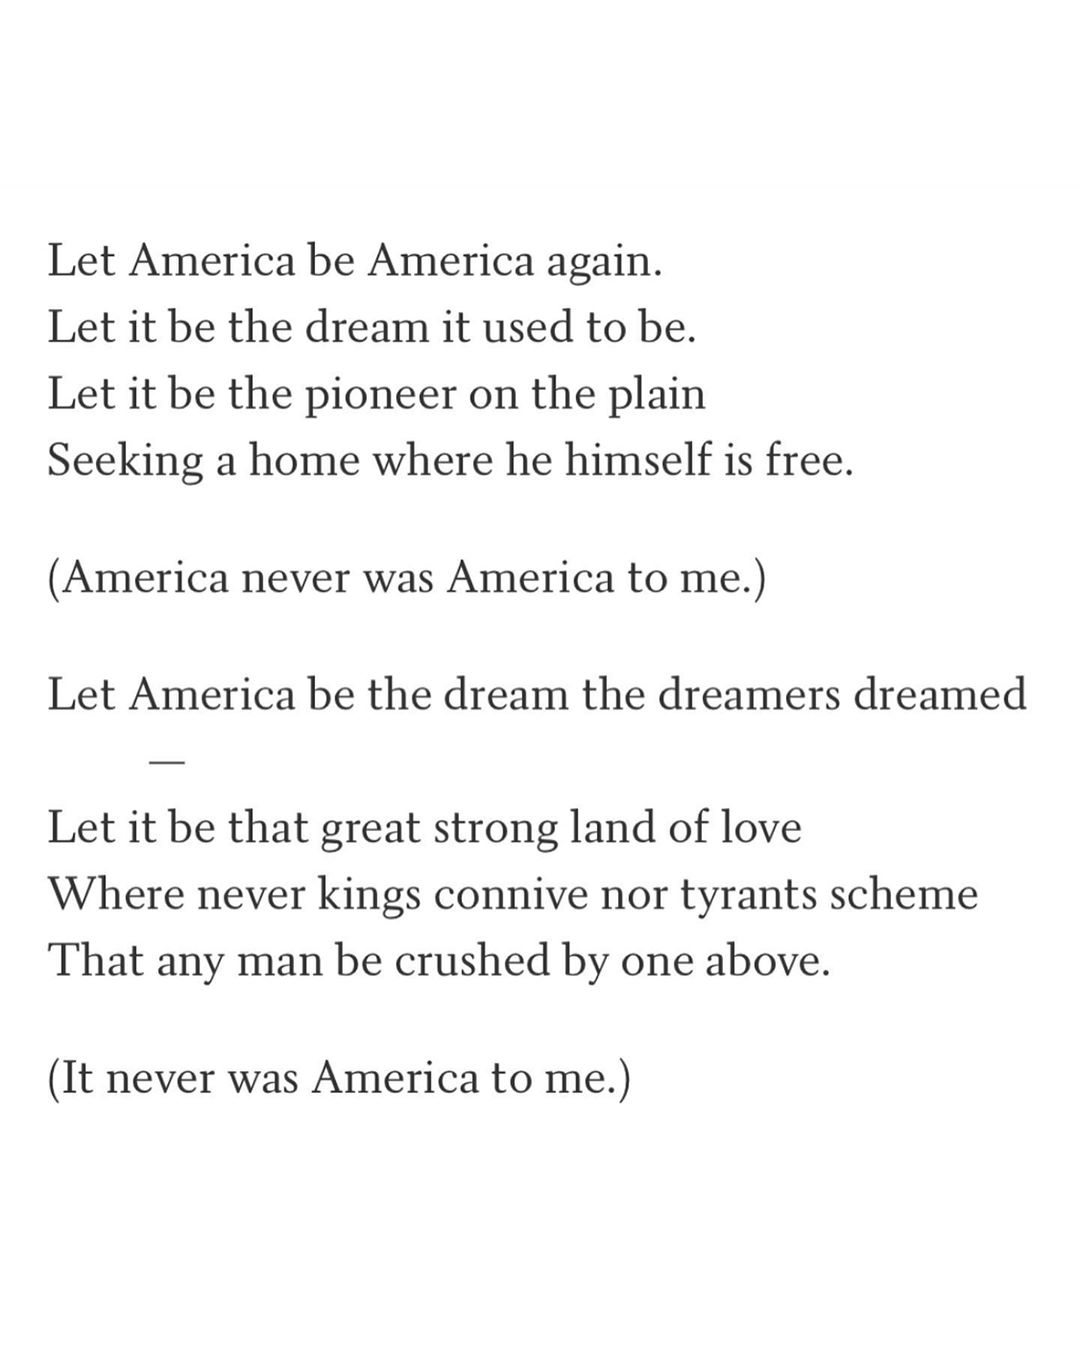 Let America be America again.
Let it be the dream it used to be.
Let it be the pioneer on the plain
Seeking a home where he himself is free.
(America never was America to me.)
Let America be the dream the dreamers dreamed
—
Let it be that great strong land of love
Where never kings connive nor tyrants scheme
That any man be crushed by one above.
(It never was America to me.)